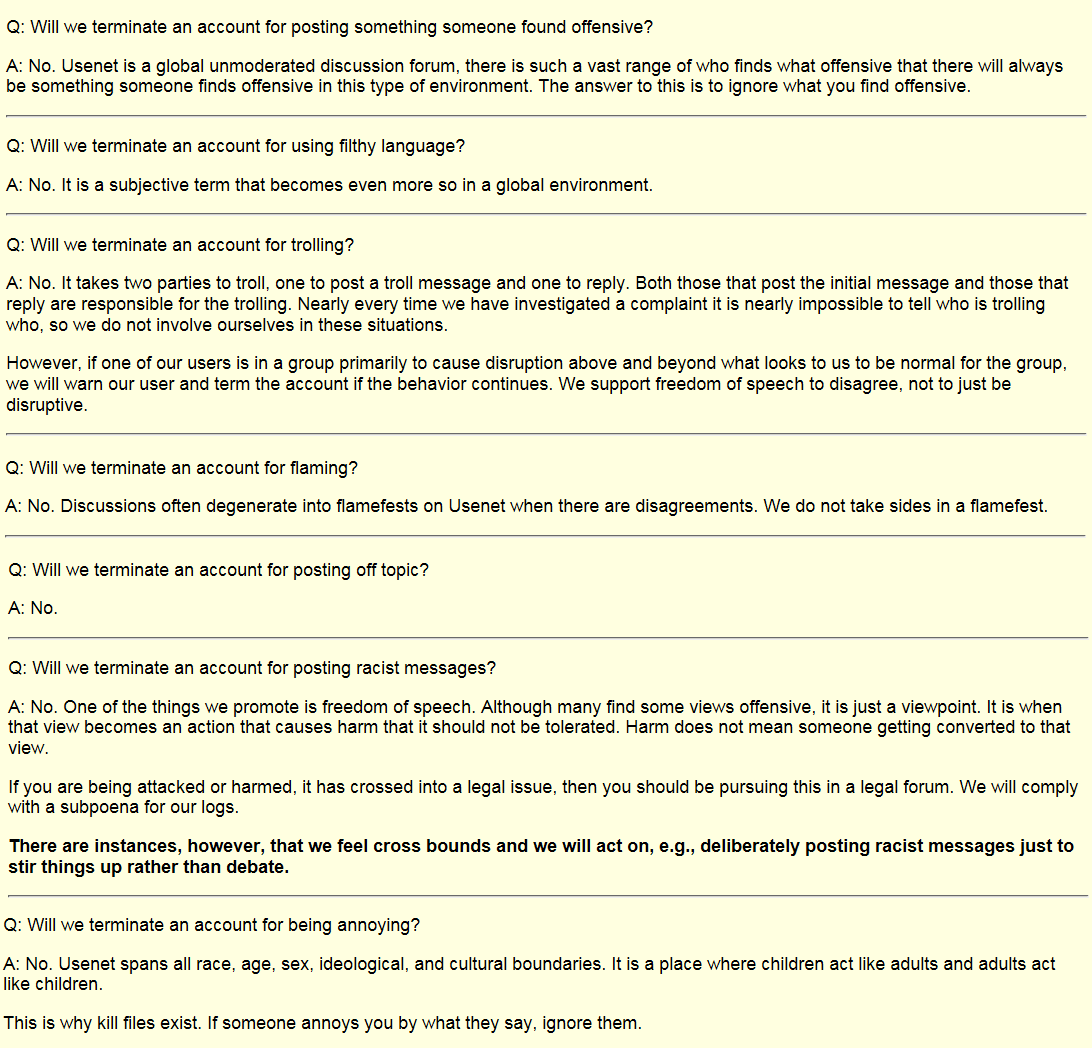 Q: Will we terminate an account for posting something someone found offensive?
A: No. Usenet is a global unmoderated discussion forum, there is such a vast range of who finds what offensive that there will always
be something someone finds offensive in this type of environment. The answer to this is to ignore what you find offensive.
Q: Will we terminate an account for using filthy language?
A: No. It is a subjective term that becomes even more so in a global environment.
Q: Will we terminate an account for trolling?
A: No. It takes two parties to troll, one to post a troll message and one to reply. Both those that post the initial message and those that
reply are responsible for the trolling. Nearly every time we have investigated a complaint it is nearly impossible to tell who is trolling
who, so we do not involve ourselves in these situations.
However, if one of our users is in a group primarily to cause disruption above and beyond what looks to us to be normal for the group,
we will warn our user and term the account if the behavior continues. We support freedom of speech to disagree, not to just be
disruptive.
Q: Will we terminate an account for flaming?
A: No. Discussions often degenerate into flamefests on Usenet when there are disagreements. We do not take sides in a flamefest.
Q: Will we terminate an account for posting off topic?
A: No.
Q: Will we terminate an account for posting racist messages?
A: No. One of the things we promote is freedom of speech. Although many find some views offensive, it is just a viewpoint. It is when
that view becomes an action that causes harm that it should not be tolerated. Harm does not mean someone getting converted to that
view.
If you are being attacked or harmed, it has crossed into a legal issue, then you should be pursuing this in a legal forum. We will comply
with a subpoena for our logs.
There are instances, however, that we feel cross bounds and we will act on, e.g., deliberately posting racist messages just to
stir things up rather than debate.
Q: Will we terminate an account for being annoying?
A: No. Usenet spans all race, age, sex, ideological, and cultural boundaries. It is a place where children act like adults and adults act
like children.
This is why kill files exist. If someone annoys you by what they say, ignore them.